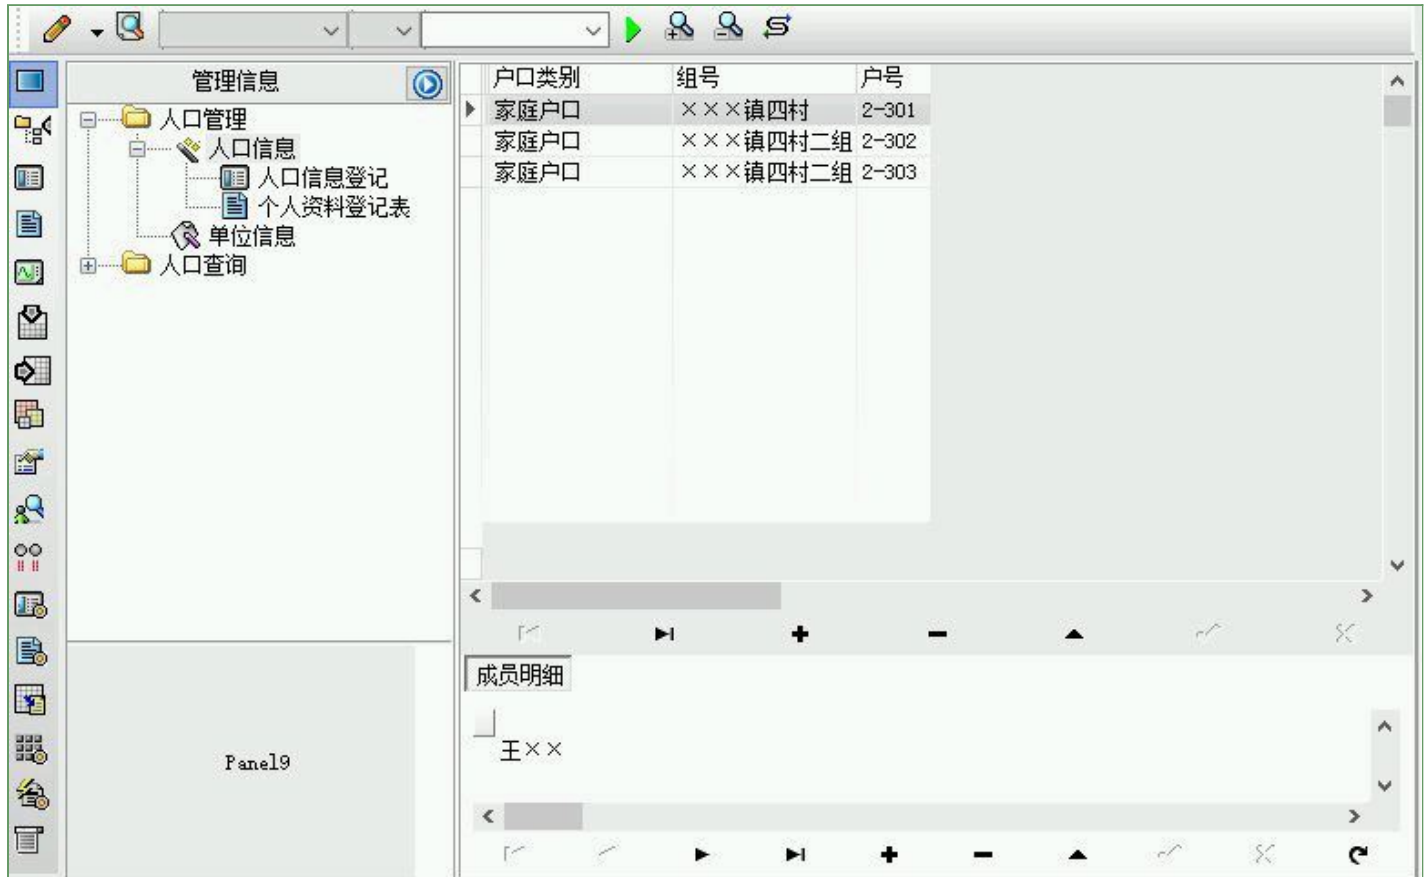 管理信息
人口管理
人口信息
人口信息登记
个人资料登记表
单位信息
人口查询
Panel9
户口类别 组号 户号
家庭户口 ×××镇四村 2-301
家庭户口 ×××镇四村二组 2-302
家庭户口 ×××镇四村二组 2-303
成员明细
王××